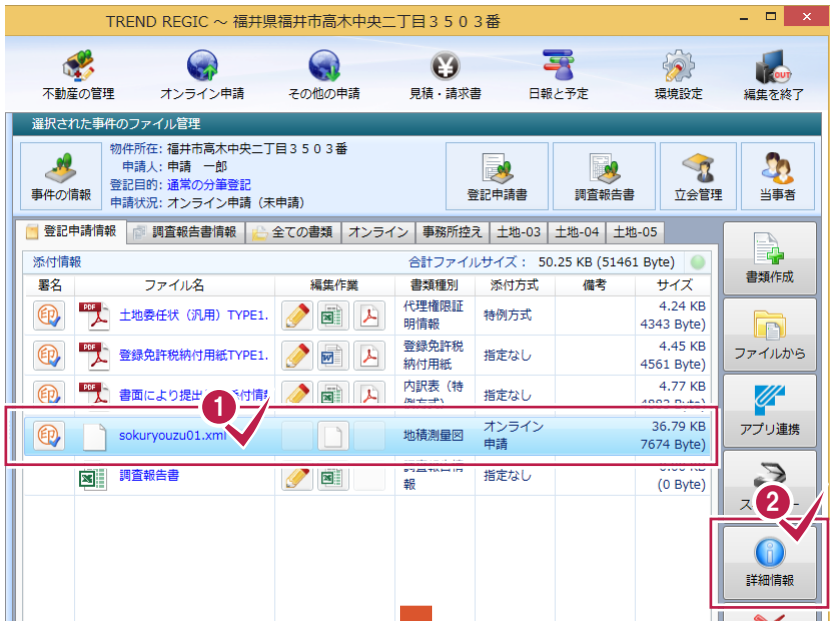 TREND REGIC ～ 福井県福井市高木中央二丁目３５０３番
不動産の管理 オンライン申請 その他の申請 見積・請求書 日報と予定 環境設定 編集を終了
選択された事件のファイル管理
事件の情報
物件所在: 福井市高木中央二丁目３５０３番
申請人: 申請　一郎
登記目的: 通常の分筆登記
申請状況: オンライン申請（未申請）
登記申請書 調査報告書 立会管理 当事者
登記申請情報 調査報告書情報 全ての書類 オンライン 事務所控え 土地-03 土地-04 土地-05
添付情報 合計ファイルサイズ： 50.25 KB (51461 Byte)
署名 ファイル名 編集作業 書類種別 添付方式 備考 サイズ
土地委任状（汎用）TYPE1. 代理権限証明情報 特例方式 4.24 KB
4343 Byte)
登録免許税納付用紙TYPE1. 登録免許税納付用紙 指定なし 4.45 KB
4561 Byte)
書面により提出 内訳表（特 指定なし 4.77 KB
1
sokuryouzu01.xml 地積測量図 オンライン申請 36.79 KB
7674 Byte)
調査報告書 指定なし
報 (0 Byte)
書類作成
ファイルから
アプリ連携
2
詳細情報